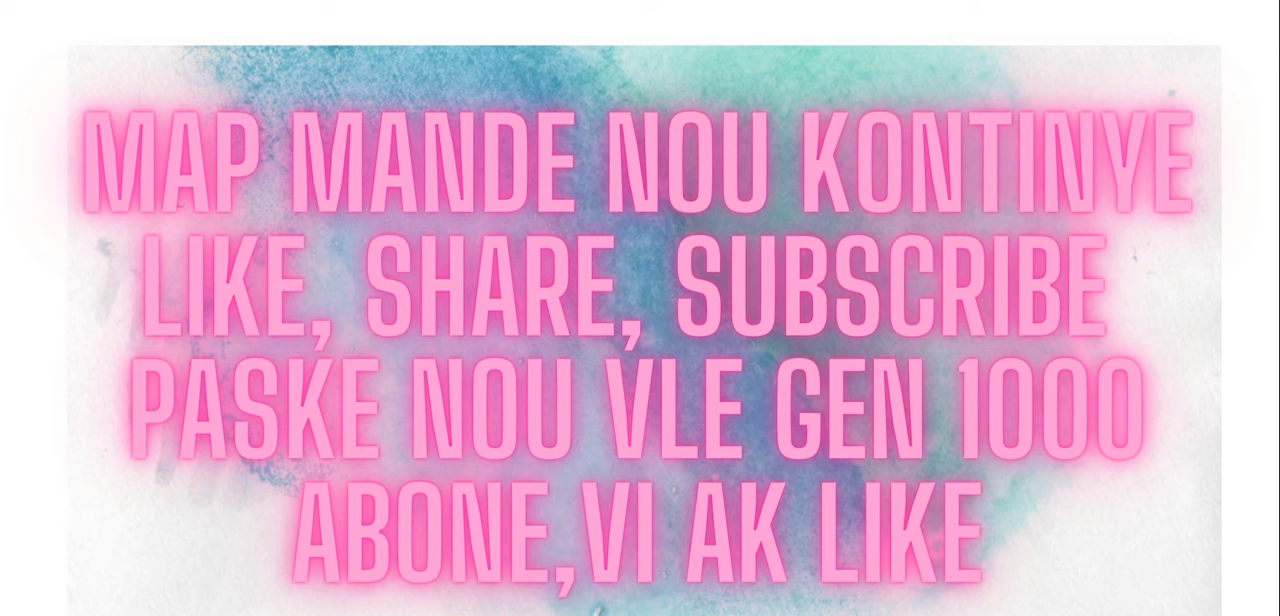 MAP MANDE NOU KONTINYE
LIKE, SHARE, SUBSCRIBE
PASKE NOU VLE GEN 1000
ABONE,VI AK LIKE